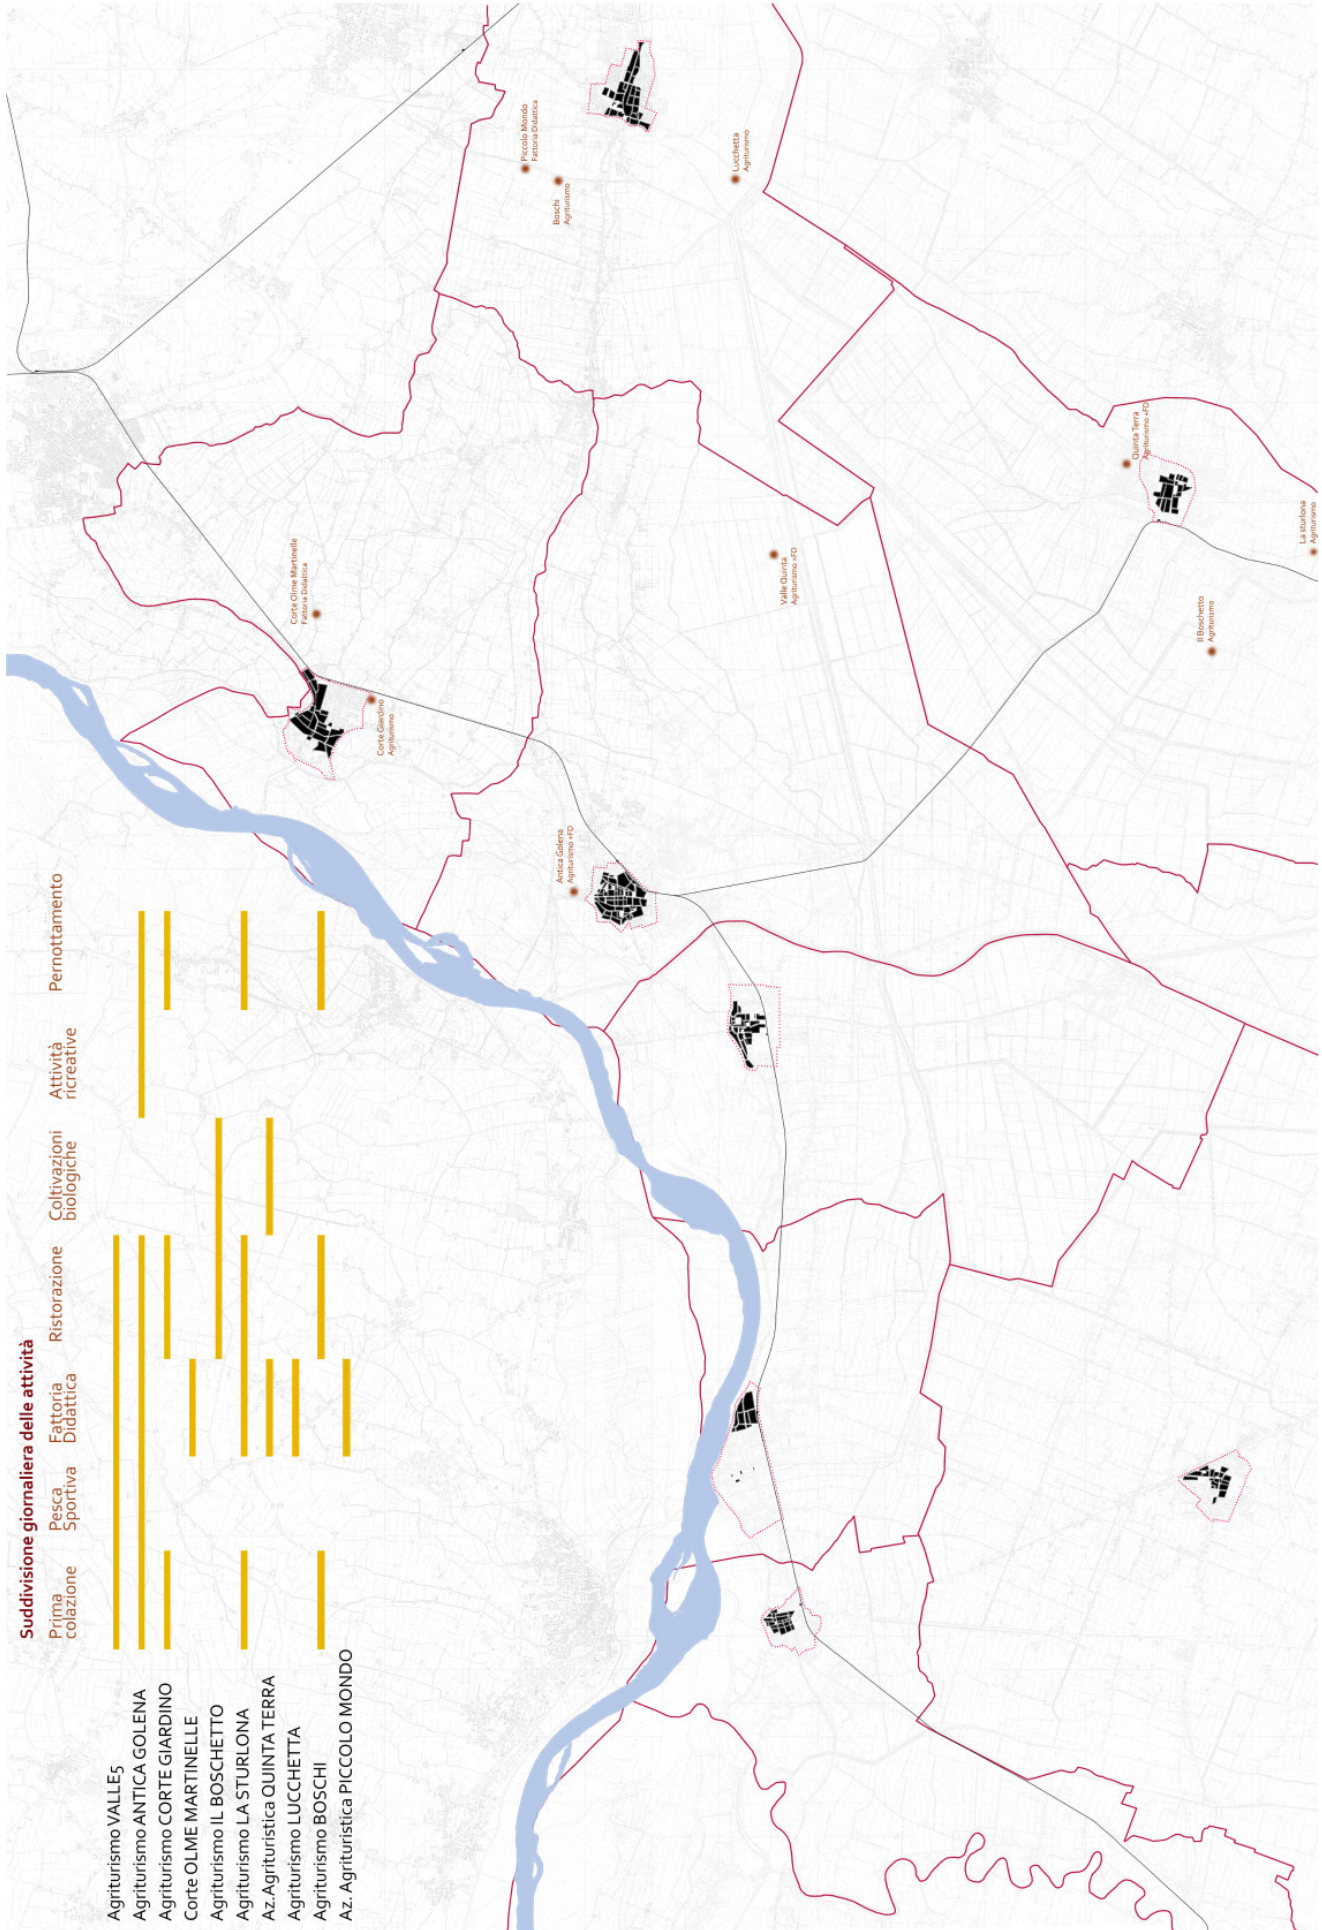 Suddivisione giornaliera delle attività
Prima
colazione
Pesca
Sportiva
Fattoria
Didattica
Ristorazione
Coltivazioni
biologiche
Attività
ricreative
Pernottamento
Agriturismo VALLE5
Agriturismo ANTICA GOLENA
Agriturismo CORTE GIARDINO
Corte OLME MARTINELLE
Agriturismo IL BOSCHETTO
Agriturismo LA STURLONA
Az.Agrituristica QUINTA TERRA
Agriturismo LUCCHETTA
Agriturismo BOSCHI
Az. Agrituristica PICCOLO MONDO
Corte Olme Martinelle
Fattoria Didattica
Corte Giardino
Agriturismo
Piccolo Mondo
Fattoria Didattica
Boschi
Agriturismo
Antica Golena
Agriturismo +FD
Lucchetta
Agriturismo
Valle Quinta
Agriturismo +FD
Quinta Terra
Agriturismo +FD
Il Boschetto
Agriturismo
La sturlona
Agriturismo